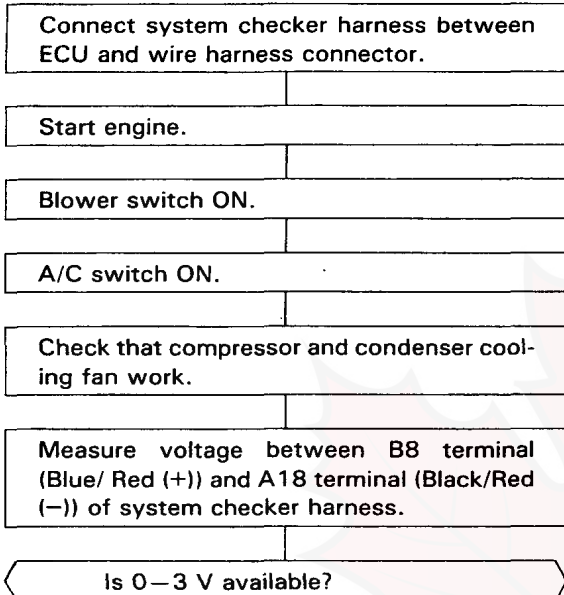 Connect system checker harness between
ECU and wire harness connector.
Start engine.
Blower switch ON.
A/C switch ON.
Check that compressor and condenser cool-
ing fan work.
Measure voltage between B8 terminal
(Blue/ Red (+)) and A18 terminal (Black/Red
(−)) of system checker harness.
Is 0−3 V available?